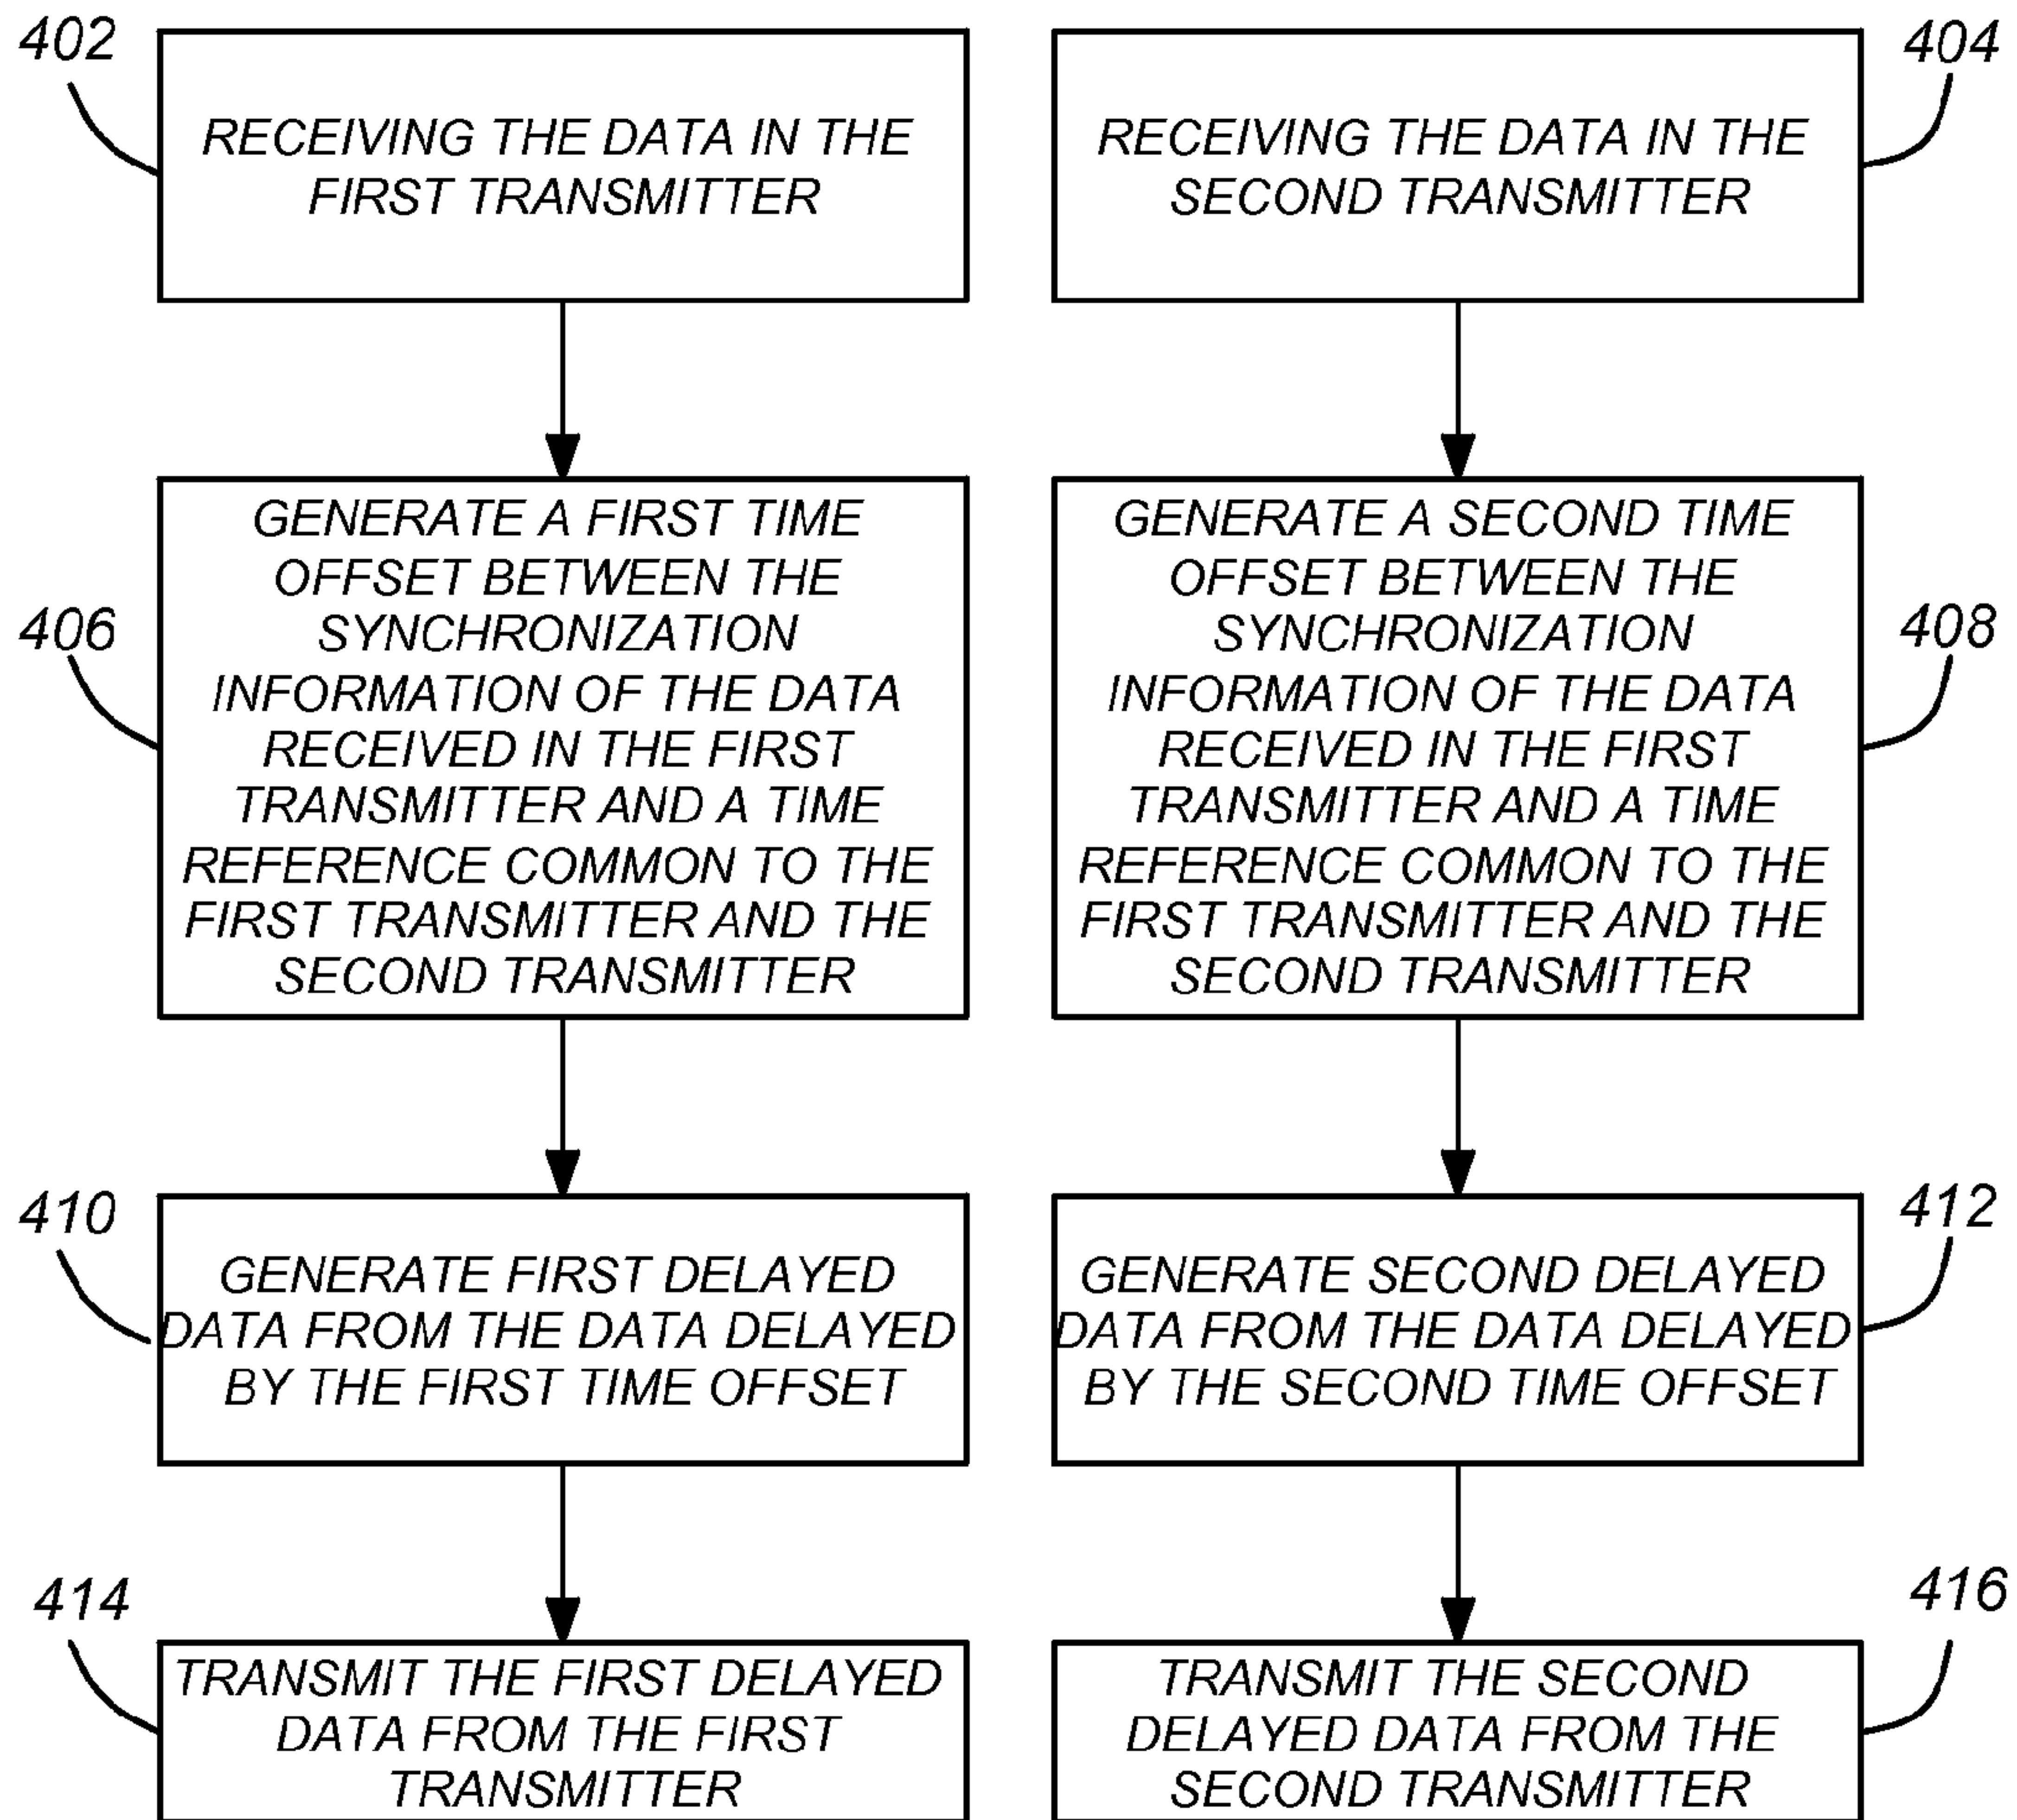 402
RECEIVING THE DATA IN THE
FIRST TRANSMITTER
404
RECEIVING THE DATA IN THE
SECOND TRANSMITTER
406
GENERATE A FIRST TIME
OFFSET BETWEEN THE
SYNCHRONIZATION
INFORMATION OF THE DATA
RECEIVED IN THE FIRST
TRANSMITTER AND A TIME
REFERENCE COMMON TO THE
FIRST TRANSMITTER AND THE
SECOND TRANSMITTER
408
GENERATE A SECOND TIME
OFFSET BETWEEN THE
SYNCHRONIZATION
INFORMATION OF THE DATA
RECEIVED IN THE FIRST
TRANSMITTER AND A TIME
REFERENCE COMMON TO THE
FIRST TRANSMITTER AND THE
SECOND TRANSMITTER
410
GENERATE FIRST DELAYED
DATA FROM THE DATA DELAYED
BY THE FIRST TIME OFFSET
412
GENERATE SECOND DELAYED
DATA FROM THE DATA DELAYED
BY THE SECOND TIME OFFSET
414
TRANSMIT THE FIRST DELAYED
DATA FROM THE FIRST
TRANSMITTER
416
TRANSMIT THE SECOND
DELAYED DATA FROM THE
SECOND TRANSMITTER